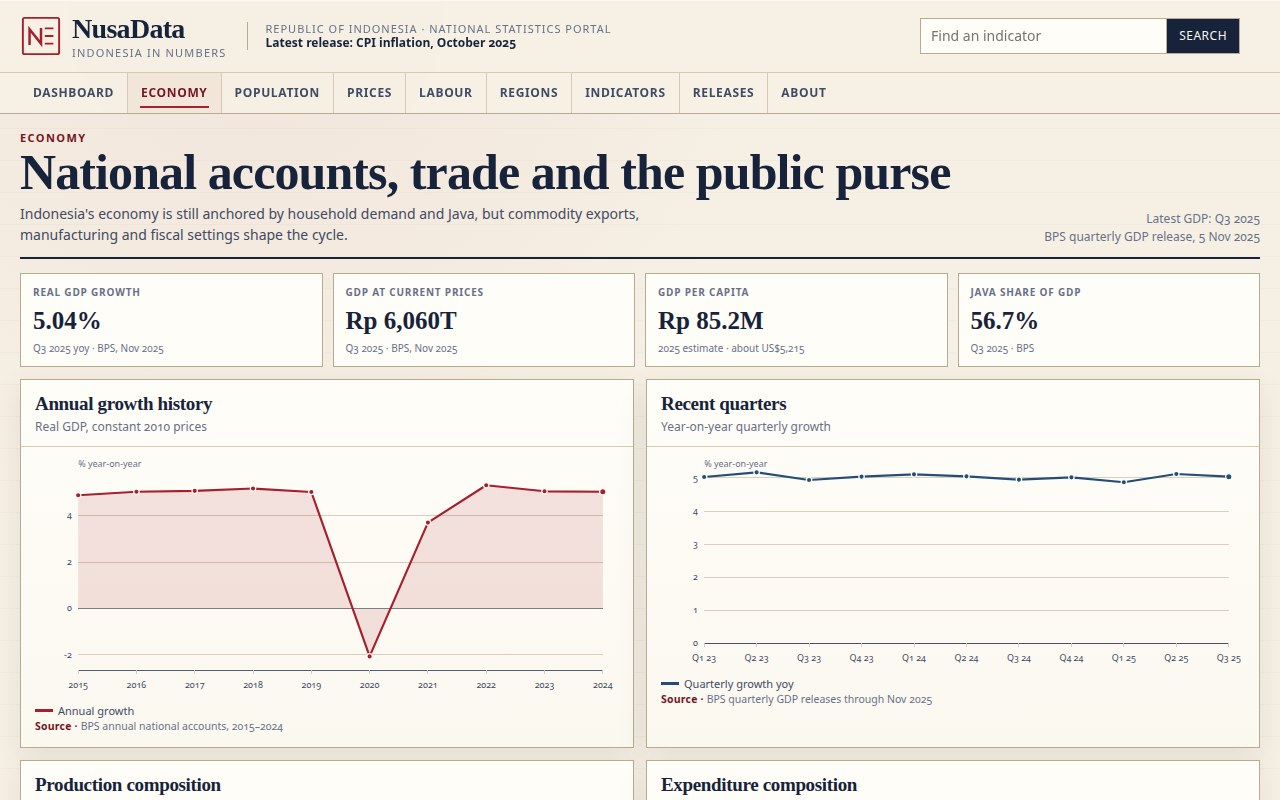 NE
NusaData
INDONESIA IN NUMBERS
REPUBLIC OF INDONESIA · NATIONAL STATISTICS PORTAL
Latest release: CPI inflation, October 2025
Find an indicator
SEARCH
DASHBOARD
ECONOMY
POPULATION
PRICES
LABOUR
REGIONS
INDICATORS
RELEASES
ABOUT
ECONOMY
National accounts, trade and the public purse
Indonesia's economy is still anchored by household demand and Java, but commodity exports,
manufacturing and fiscal settings shape the cycle.
Latest GDP: Q3 2025
BPS quarterly GDP release, 5 Nov 2025
REAL GDP GROWTH
5.04%
Q3 2025 yoy · BPS, Nov 2025
GDP AT CURRENT PRICES
Rp 6,060T
Q3 2025 · BPS, Nov 2025
GDP PER CAPITA
Rp 85.2M
2025 estimate · about US$5,215
JAVA SHARE OF GDP
56.7%
Q3 2025 · BPS
Annual growth history
Real GDP, constant 2010 prices
% year-on-year
4
2
0
-2
2015 2016 2017 2018 2019 2020 2021 2022 2023 2024
Annual growth
Source · BPS annual national accounts, 2015–2024
Recent quarters
Year-on-year quarterly growth
% year-on-year
5
4
3
2
1
0
Q1 23 Q2 23 Q3 23 Q4 23 Q1 24 Q2 24 Q3 24 Q4 24 Q1 25 Q2 25 Q3 25
Quarterly growth yoy
Source · BPS quarterly GDP releases through Nov 2025
Production composition
Expenditure composition